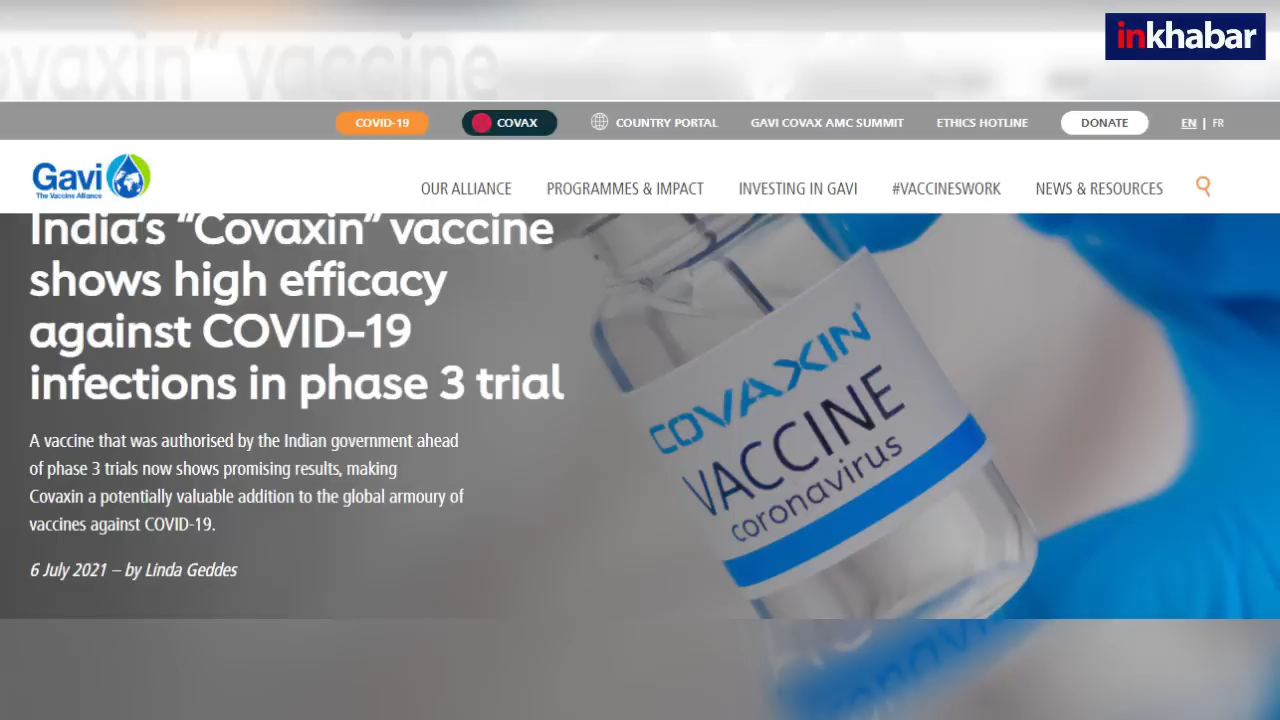 inkhabar
ovaxin” vaccine
COVID-19 COVAX COUNTRY PORTAL GAVI COVAX AMC SUMMIT ETHICS HOTLINE DONATE EN | FR
Gavi
The Vaccine Alliance
OUR ALLIANCE PROGRAMMES & IMPACT INVESTING IN GAVI #VACCINESWORK NEWS & RESOURCES
India’s “Covaxin” vaccine
shows high efficacy
against COVID-19
infections in phase 3 trial
A vaccine that was authorised by the Indian government ahead
of phase 3 trials now shows promising results, making
Covaxin a potentially valuable addition to the global armoury of
vaccines against COVID-19.
6 July 2021 – by Linda Geddes
COVAXIN
VACCINE
coronavirus